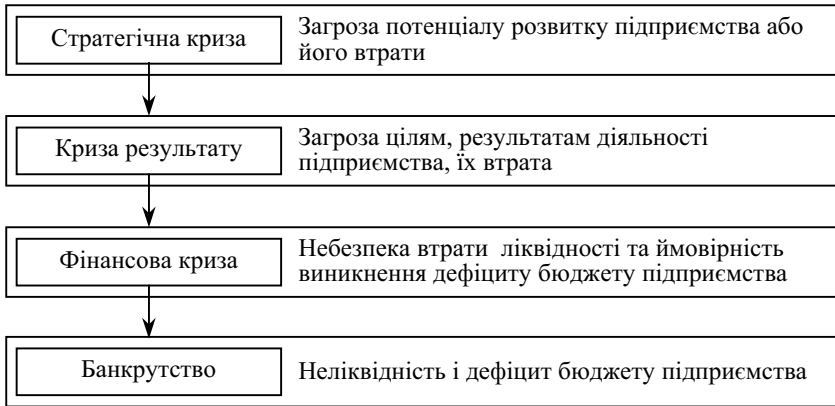 Стратегічна криза
Загроза потенціалу розвитку підприємства або
його втрати
Криза результату
Загроза цілям, результатам діяльності
підприємства, їх втрата
Фінансова криза
Небезпека втрати ліквідності та ймовірність
виникнення дефіциту бюджету підприємства
Банкрутство
Неліквідність і дефіцит бюджету підприємства